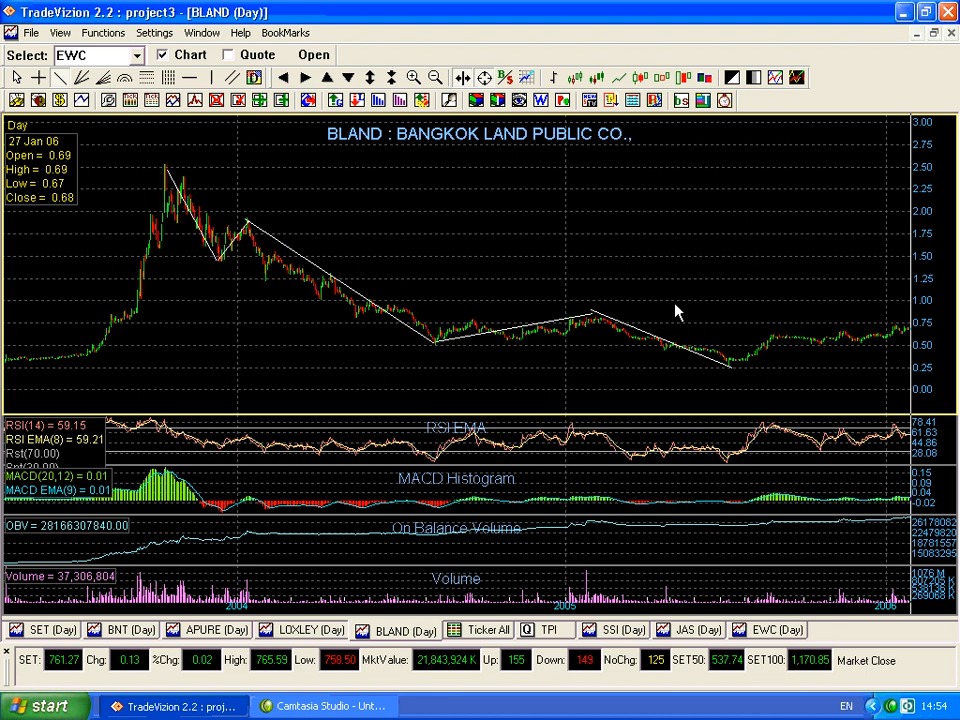 TradeVizion 2.2 : project3 - [BLAND (Day)]
File View Functions Settings Window Help BookMarks
Select: EWC Chart Quote Open
Day
27 Jan 06
Open = 0.69
High = 0.69
Low = 0.67
Close = 0.68
BLAND : BANGKOK LAND PUBLIC CO.,
3.00
2.75
2.50
2.25
2.00
1.75
1.50
1.25
1.00
0.75
0.50
0.25
0.00
RSI(14) = 59.15
RSI EMA(8) = 59.21
Rst(70.00)
RSI EMA
78.41
61.63
44.86
28.08
MACD(20,12) = 0.01
MACD EMA(9) = 0.01
MACD Histogram
0.15
0.09
0.04
-0.02
OBV = 28166307840.00
On Balance Volume
26178082
22479820
18781557
15083295
Volume = 37,306,804
Volume
1076 M
2004 2005 2006
SET (Day) BNT (Day) APURE (Day) LOXLEY (Day) BLAND (Day) Ticker All TPI SSI (Day) JAS (Day) EWC (Day)
SET: 761.27 Chg: 0.13 %Chg: 0.02 High: 765.59 Low: 758.50 MktValue: 21,843,924 K Up: 155 Down: 149 NoChg: 125 SET50: 537.74 SET100: 1,170.85 Market Close
start TradeVizion 2.2 : proj... Camtasia Studio - Unt... EN 14:54